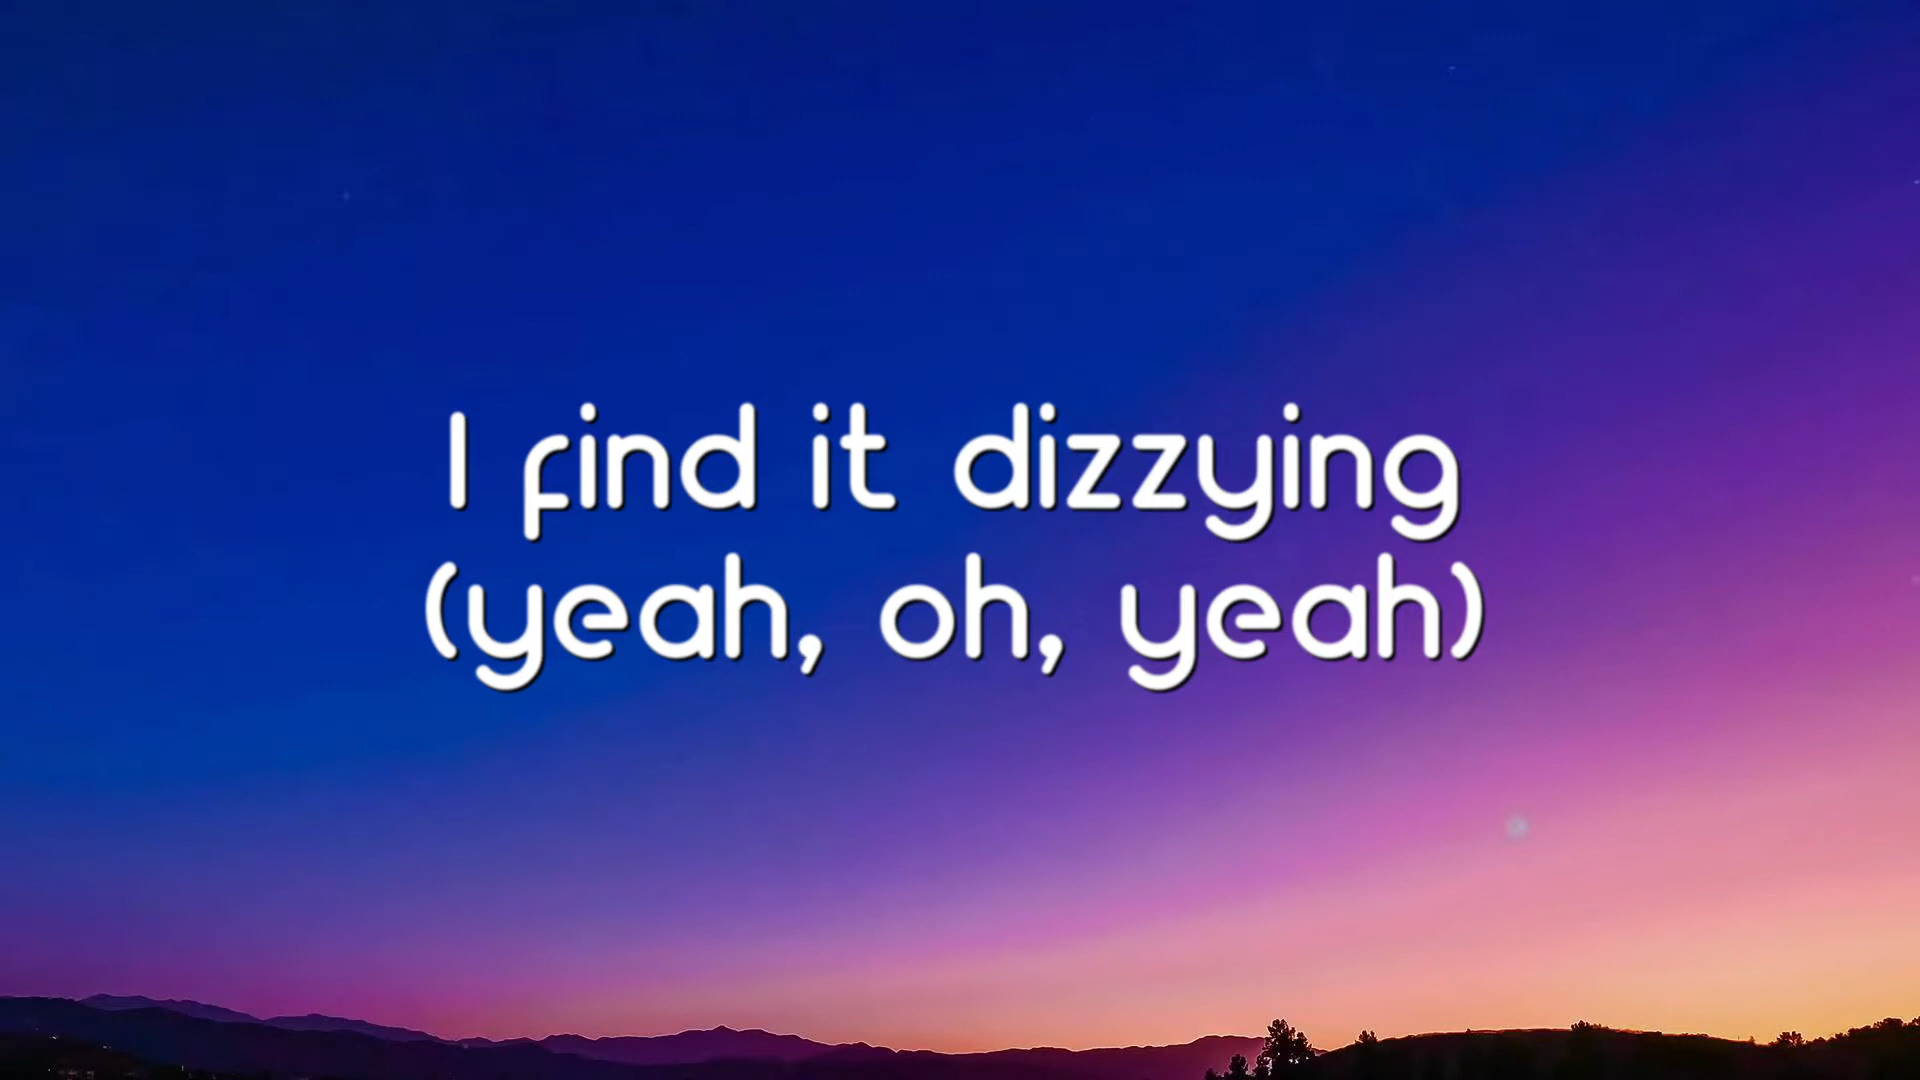 I find it dizzying
(yeah, oh, yeah)